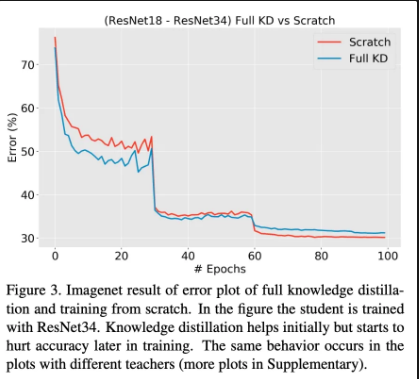 (ResNet18 - ResNet34) Full KD vs Scratch
Scratch
Full KD
Error (%)
70
60
50
40
30
0 20 40 60 80 100
# Epochs
Figure 3. Imagenet result of error plot of full knowledge distilla-
tion and training from scratch. In the figure the student is trained
with ResNet34. Knowledge distillation helps initially but starts to
hurt accuracy later in training. The same behavior occurs in the
plots with different teachers (more plots in Supplementary).